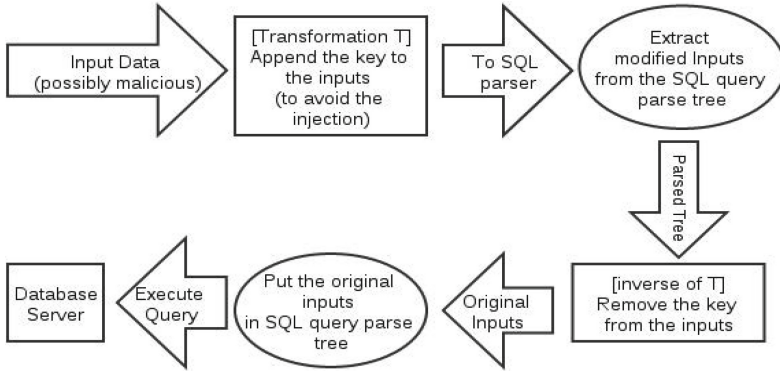 Input Data
(possibly malicious)
[Transformation T]
Append the key to
the inputs
(to avoid the
injection)
To SQL
parser
Extract
modified Inputs
from the SQL query
parse tree
Parsed Tree
[inverse of T]
Remove the key
from the inputs
Original
Inputs
Put the original
inputs
in SQL query parse
tree
Execute
Query
Database
Server